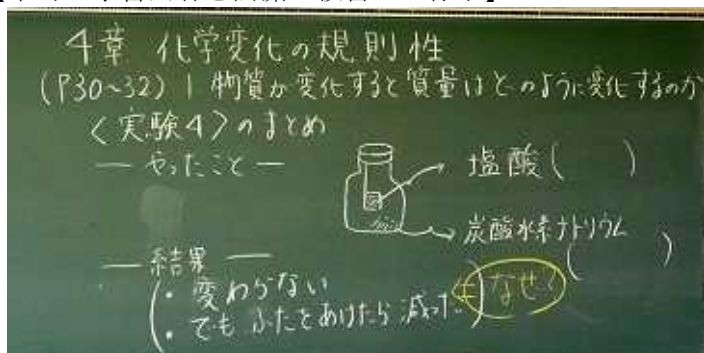 4章 化学変化の規則性
(P30~32) 1 物質が変化すると質量はどのように変化するのか
〈実験4〉のまとめ
— やったこと —
塩酸( )
炭酸水素ナトリウム
( )
— 結果 —
・変わらない
・でもふたをあけたら減った。
なぜ